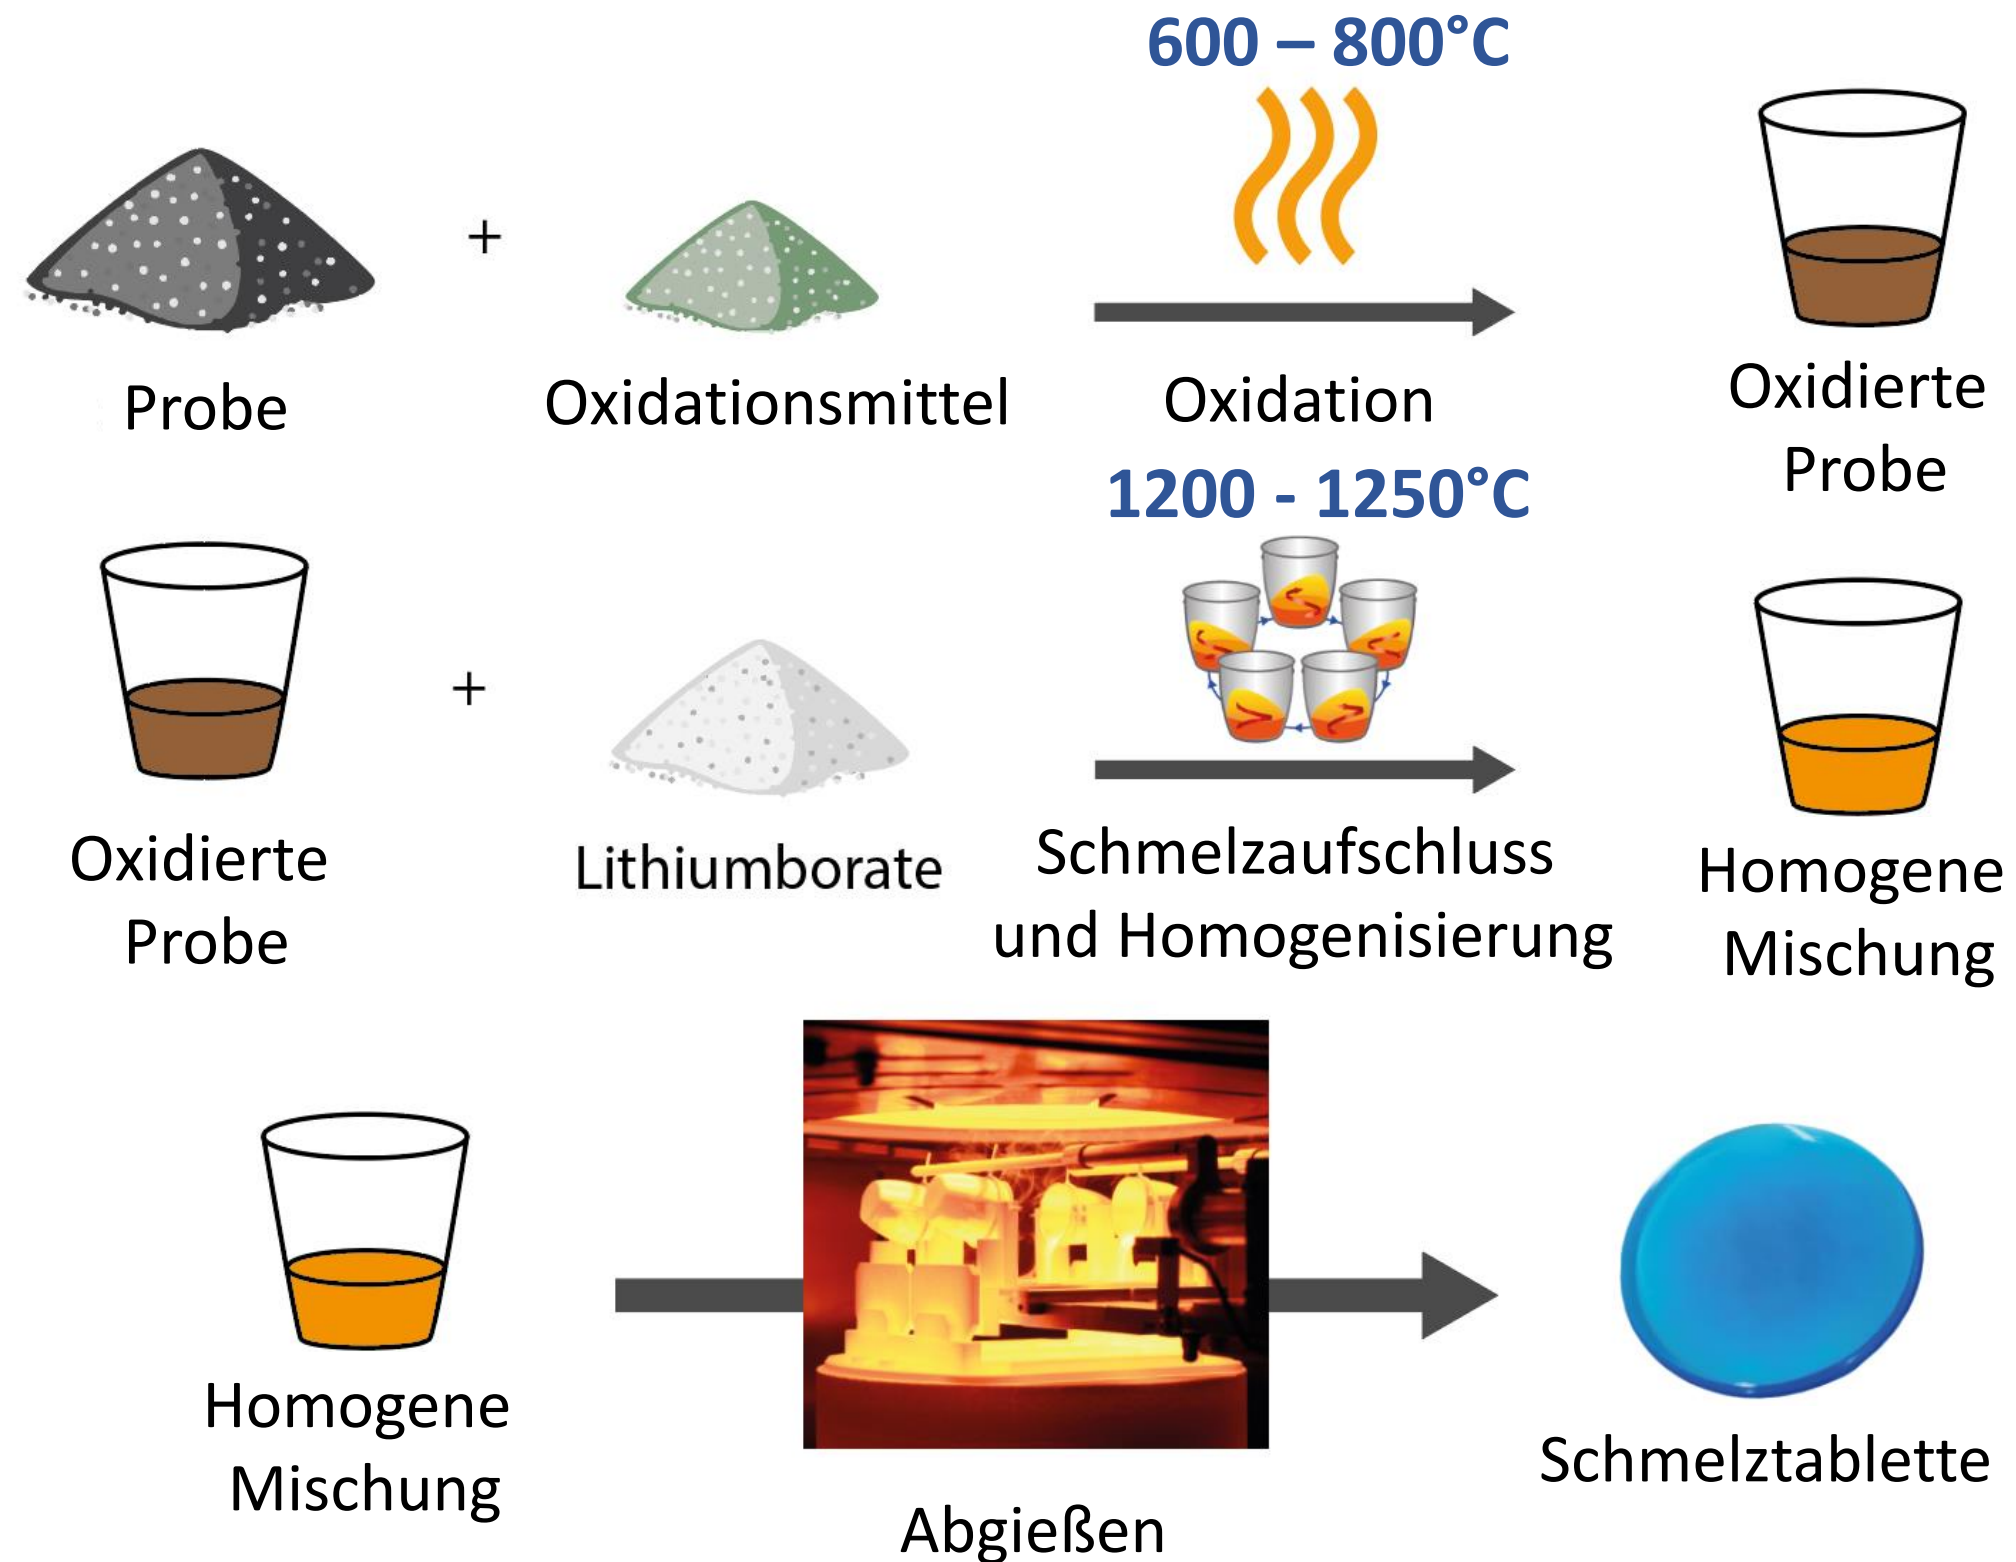 600 – 800°C
+
Probe
Oxidationsmittel
Oxidation
Oxidierte
Probe
1200 - 1250°C
+
Oxidierte
Probe
Lithiumborate
Schmelzaufschluss
und Homogenisierung
Homogene
Mischung
Homogene
Mischung
Abgießen
Schmelztablette